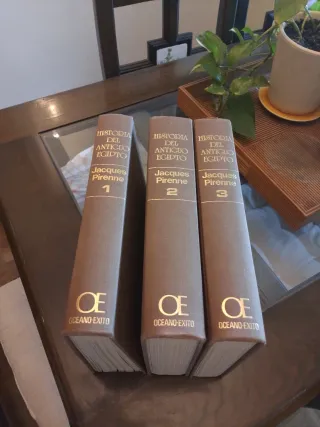 HISTORIA
DEL
ANTIGUO
EGIPTO
Jacques
Pirenne
1
OE
OCEANO-EXITO
HISTORIA
DEL
ANTIGUO
EGIPTO
Jacques
Pirenne
2
OE
OCEANO-EXITO
HISTORIA
DEL
ANTIGUO
EGIPTO
Jacques
Pirenne
3
OE
OCEANO-EXITO